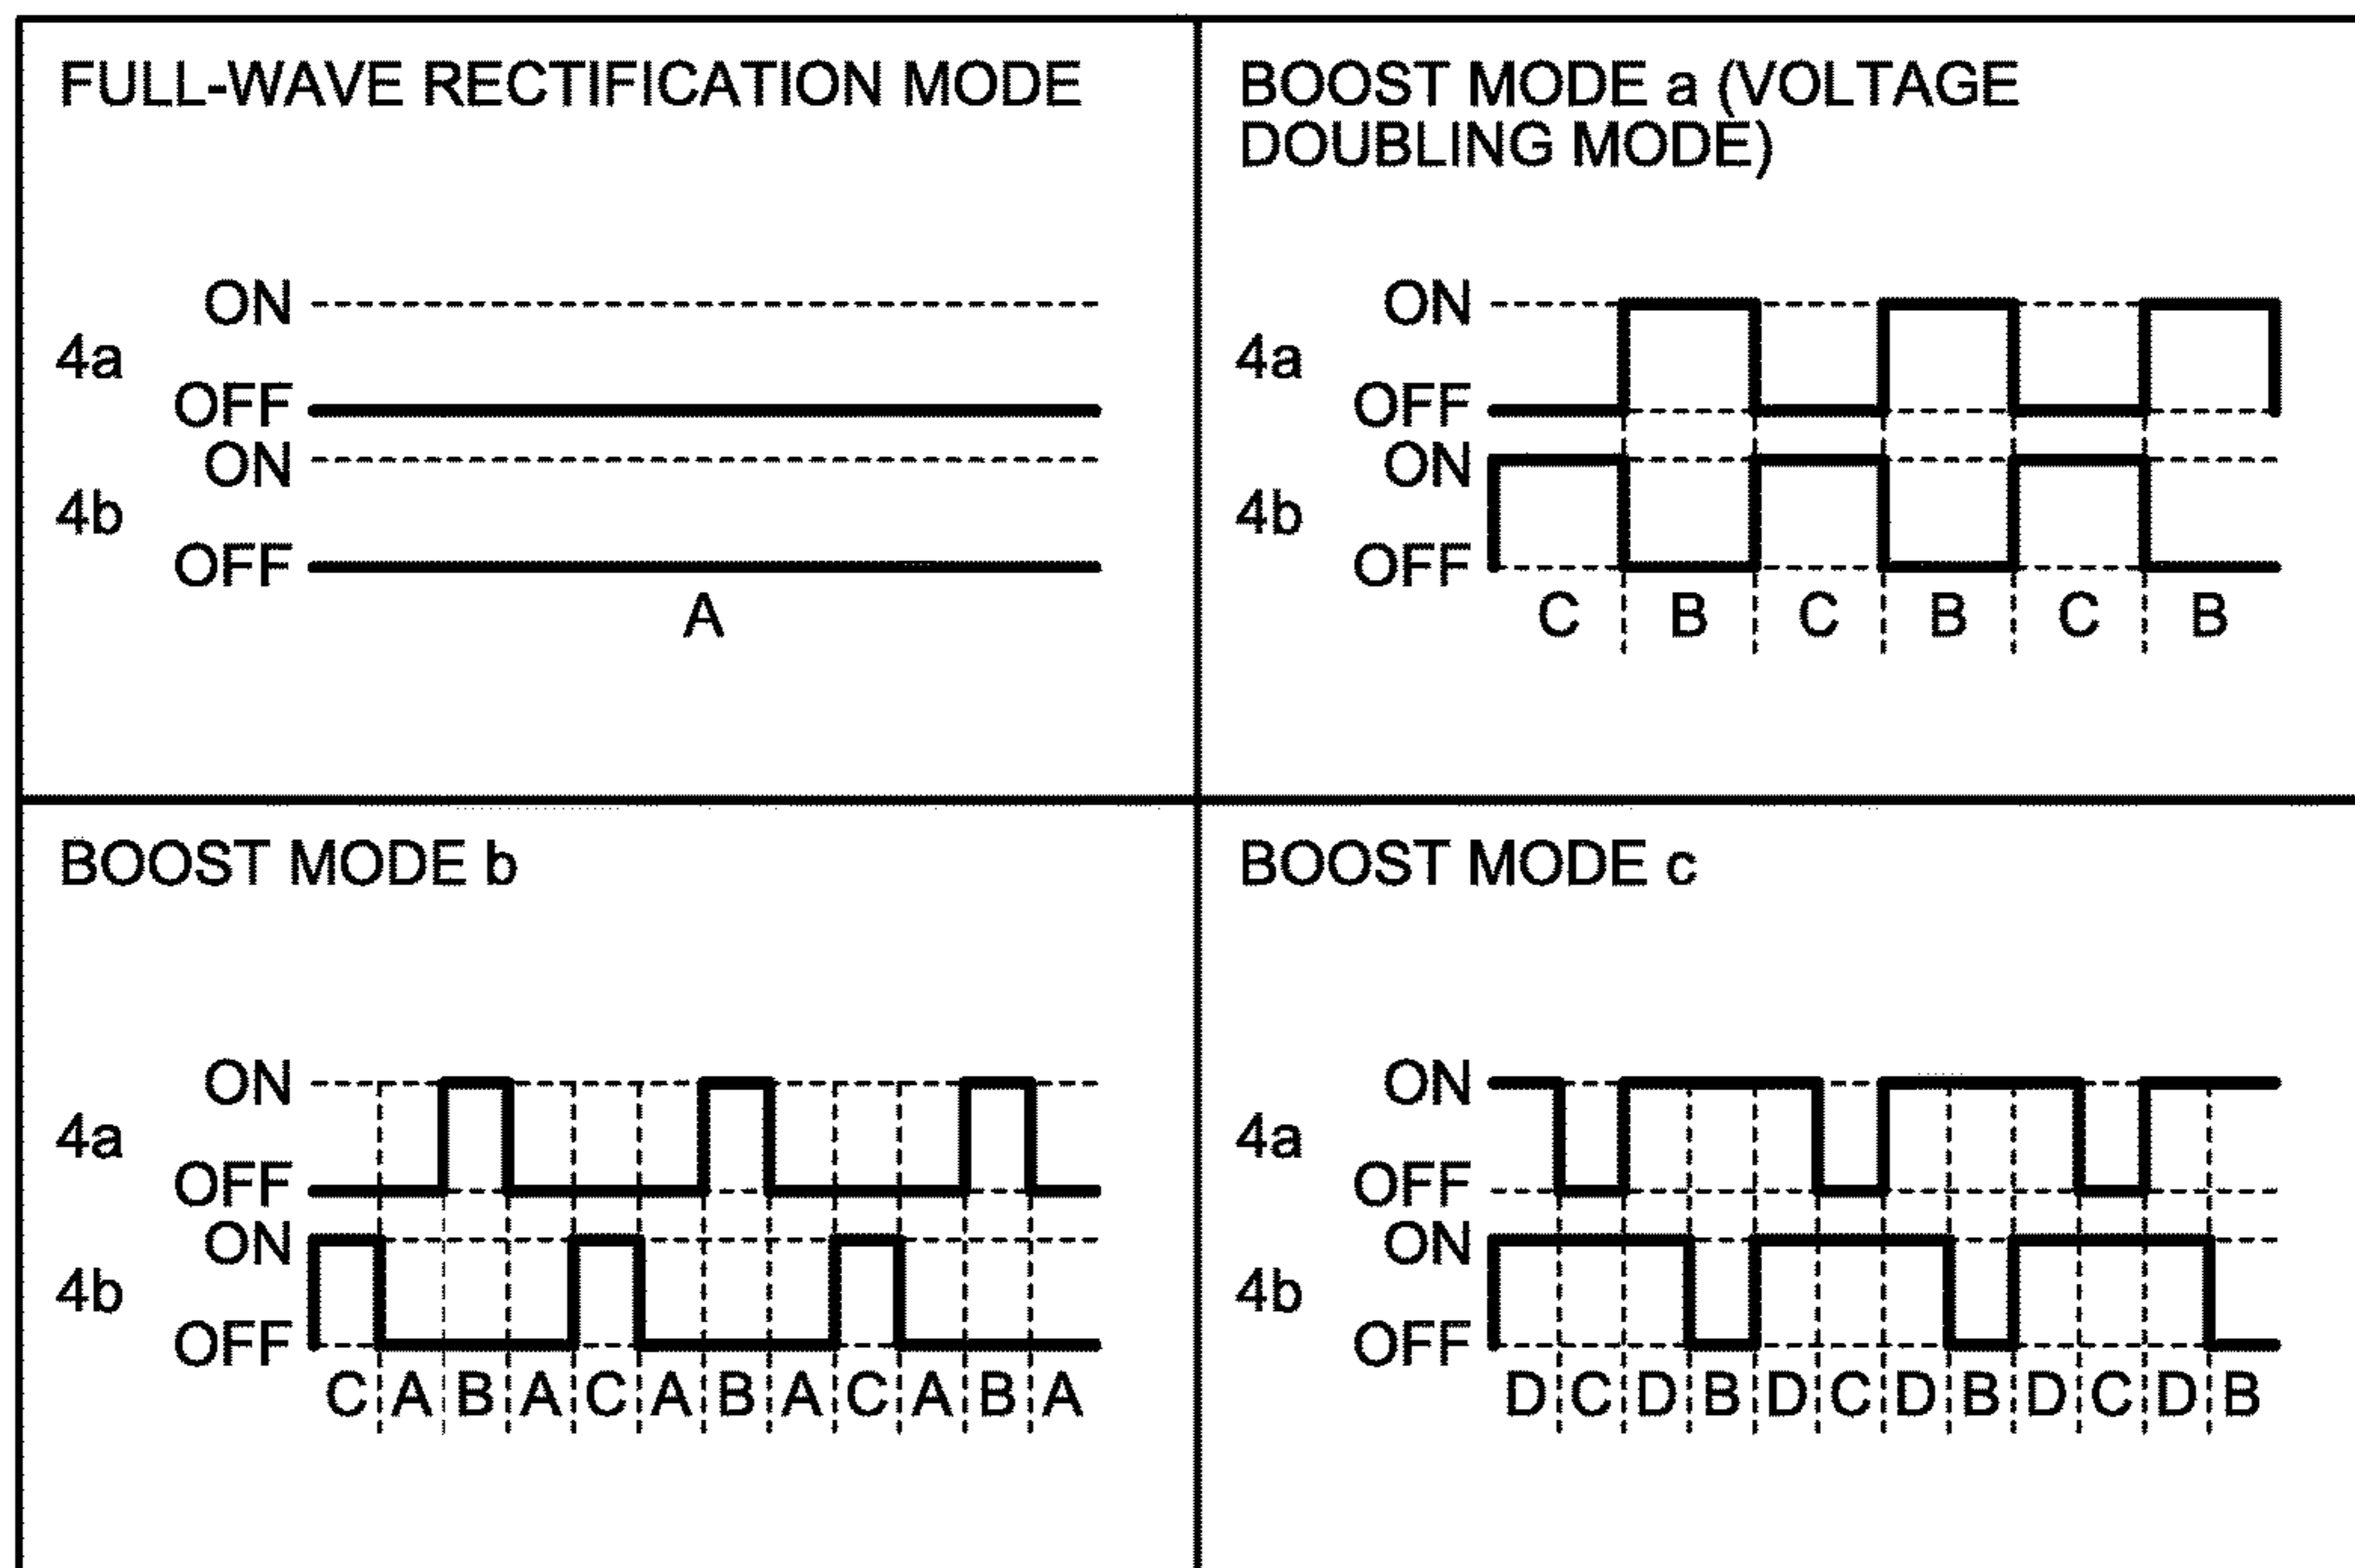 FULL-WAVE RECTIFICATION MODE
ON
4a
OFF
ON
4b
OFF
A
BOOST MODE a (VOLTAGE
DOUBLING MODE)
ON
4a
OFF
ON
4b
OFF
C B C B C B
BOOST MODE b
ON
4a
OFF
ON
4b
OFF
C A B A C A B A C A B A
BOOST MODE c
ON
4a
OFF
ON
4b
OFF
D C D B D C D B D C D B